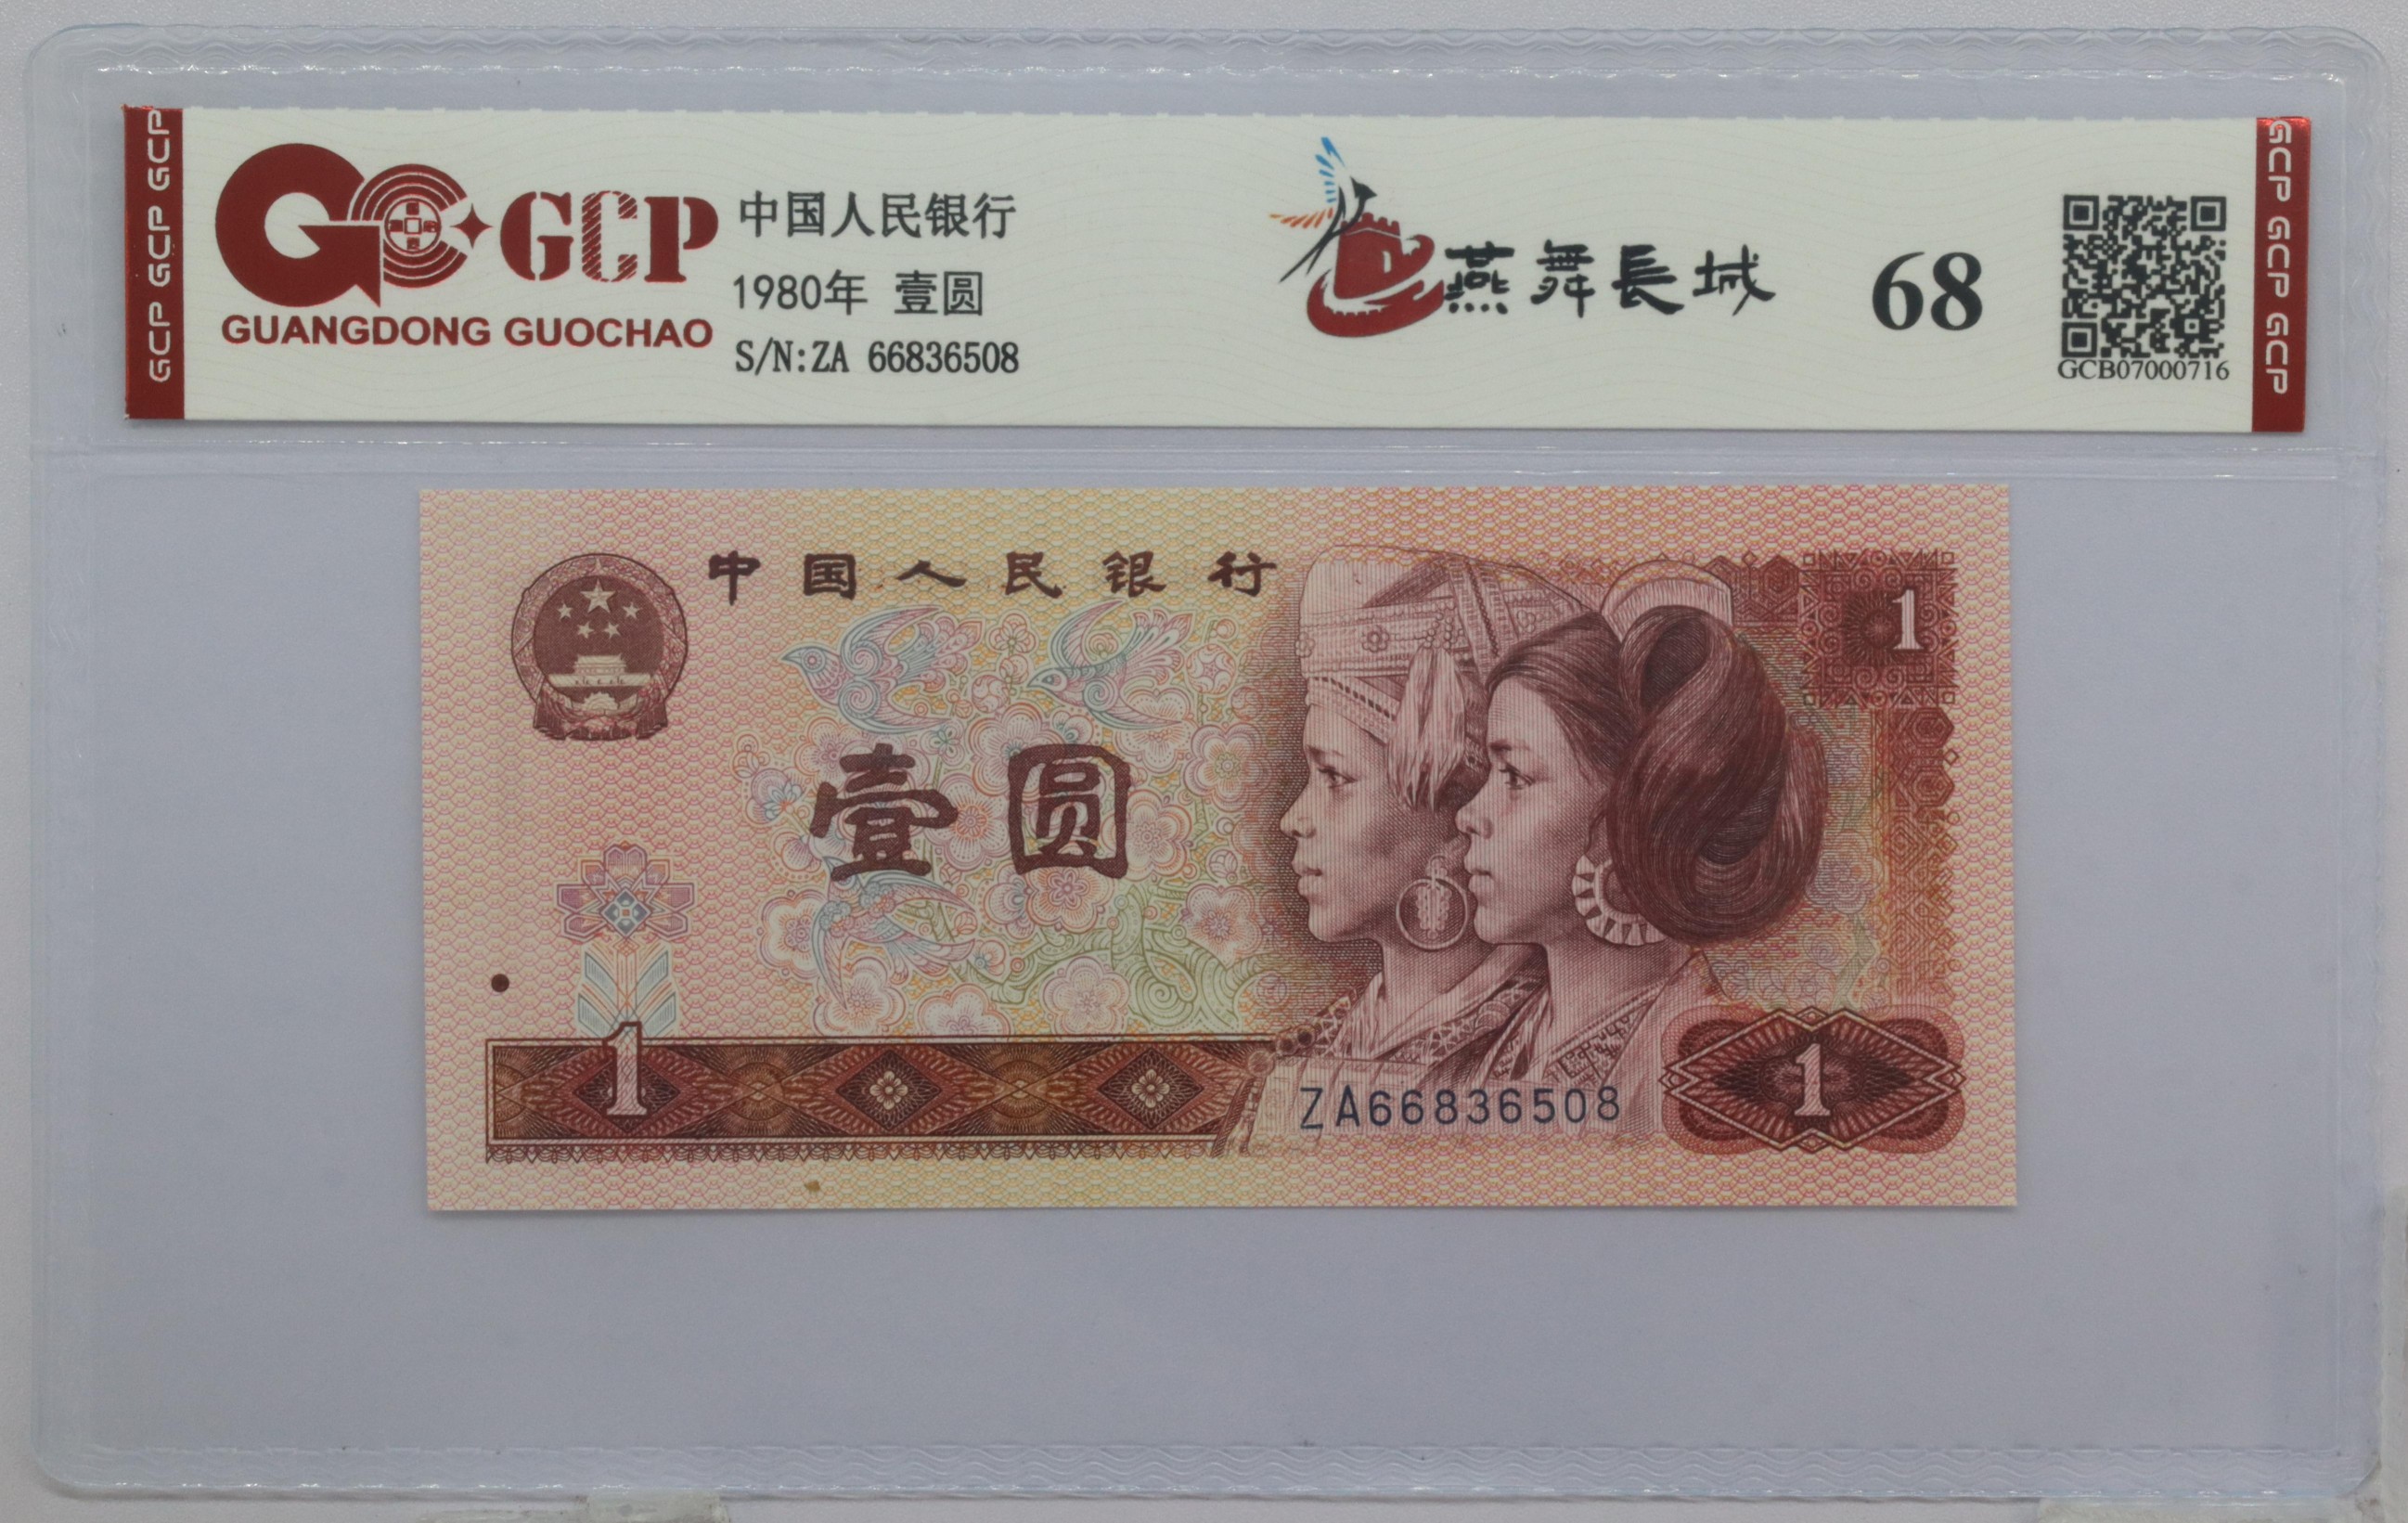 GCP GCP GCP
GCP
GUANGDONG GUOCHAO
中国人民银行
1980年 壹圆
S/N:ZA 66836508
燕舞長城
68
GCB07000716
GCP GCP GCP
中国人民银行
1
壹圆
1
ZA66836508
1